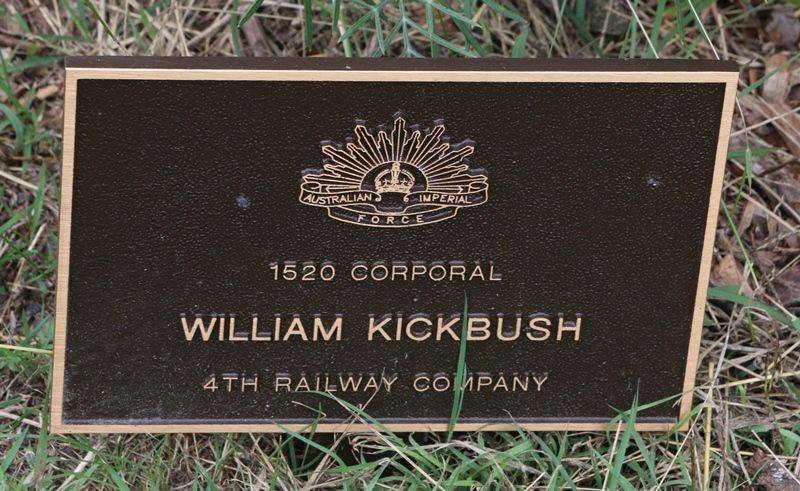 AUSTRALIAN IMPERIAL
FORCE
1520 CORPORAL
WILLIAM KICKBUSH
4TH RAILWAY COMPANY